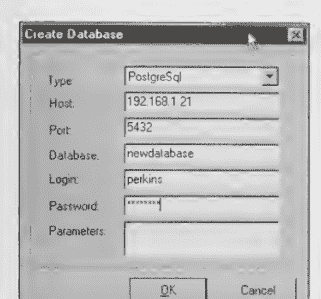 Create Database
Type: PostgreSql
Host: 192.168.1.21
Port: 5432
Database: newdatabase
Login: perkins
Password: ********
Parameters:
OK Cancel